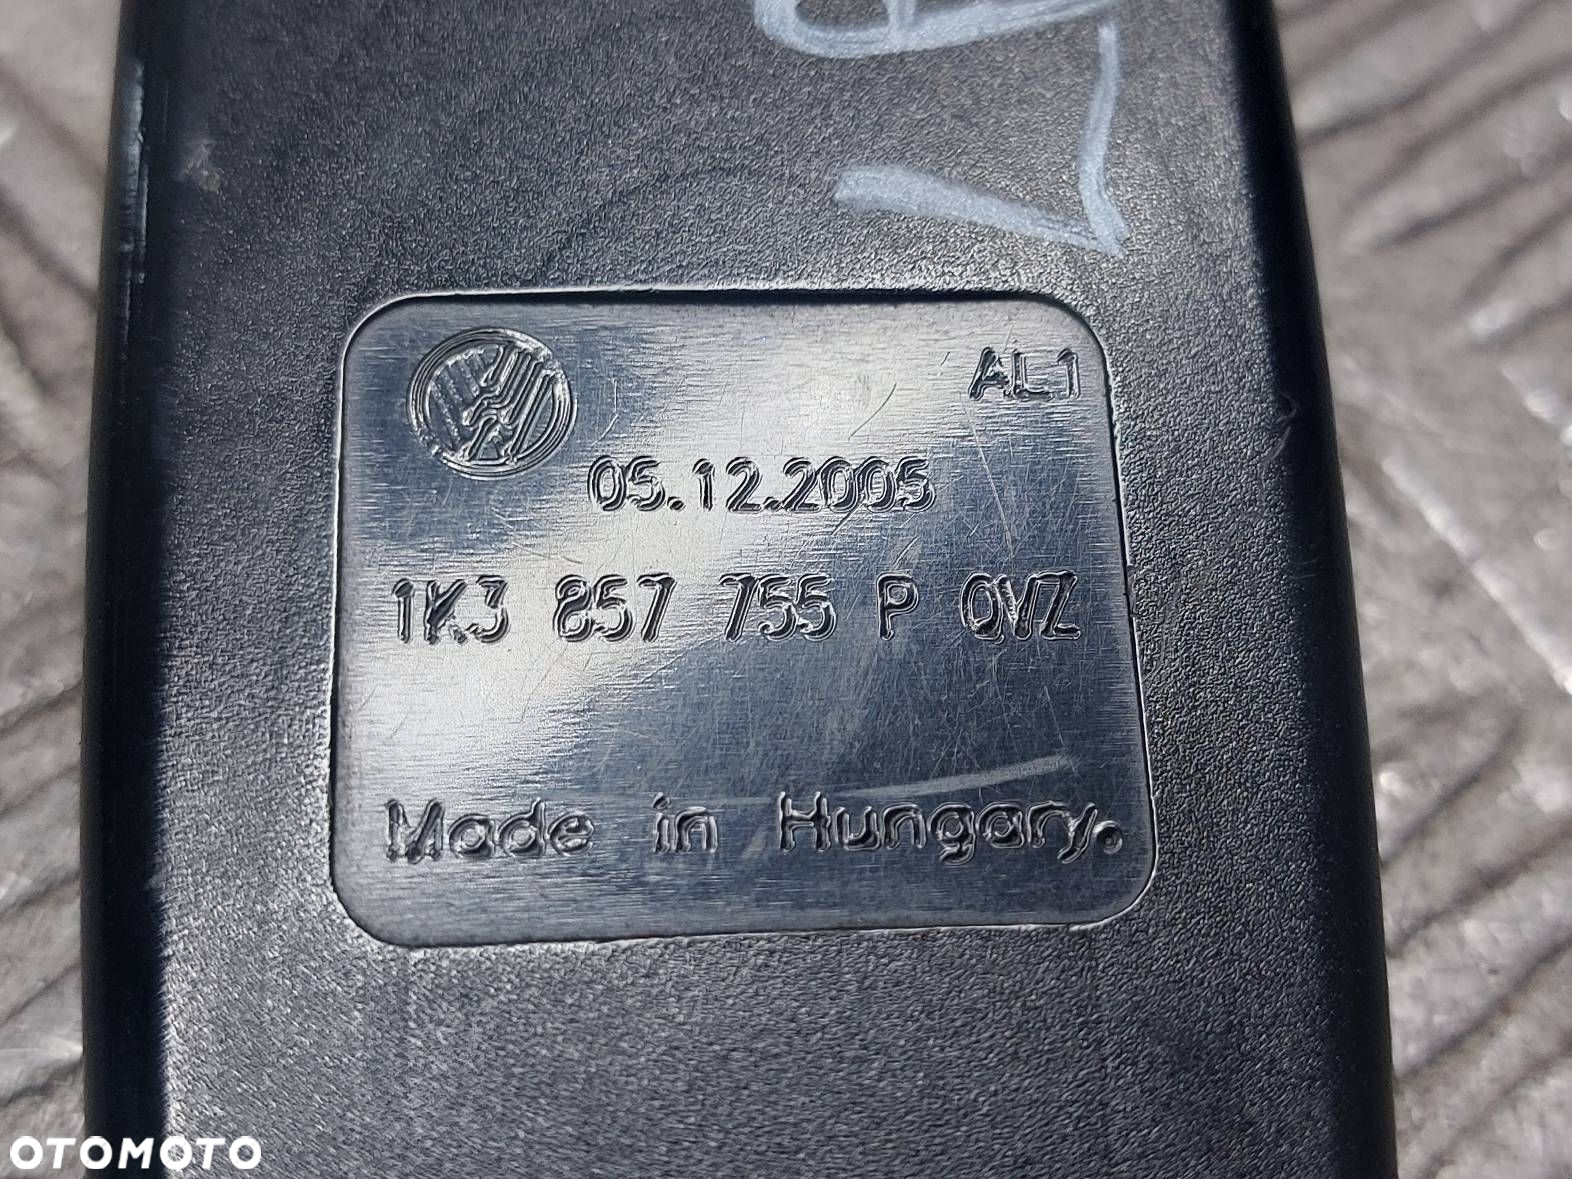 AL1
05.12.2005
1K3 857 755 P QVZ
Made in Hungary.
OTOMOTO